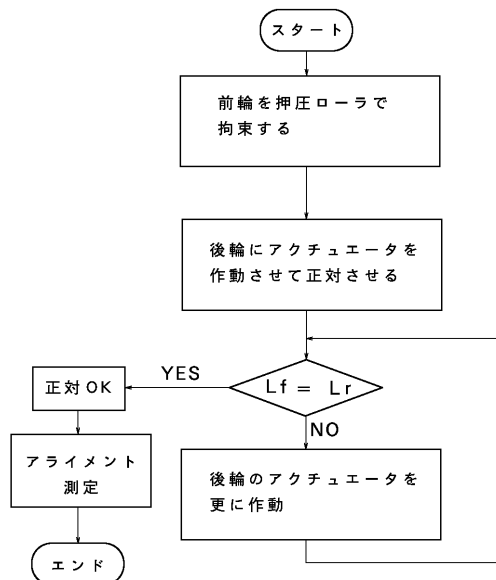 スタート
前輪を押圧ローラで
拘束する
後輪にアクチュエータを
作動させて正対させる
Lf = Lr
YES
NO
正対OK
アライメント
測定
エンド
後輪のアクチュエータを
更に作動